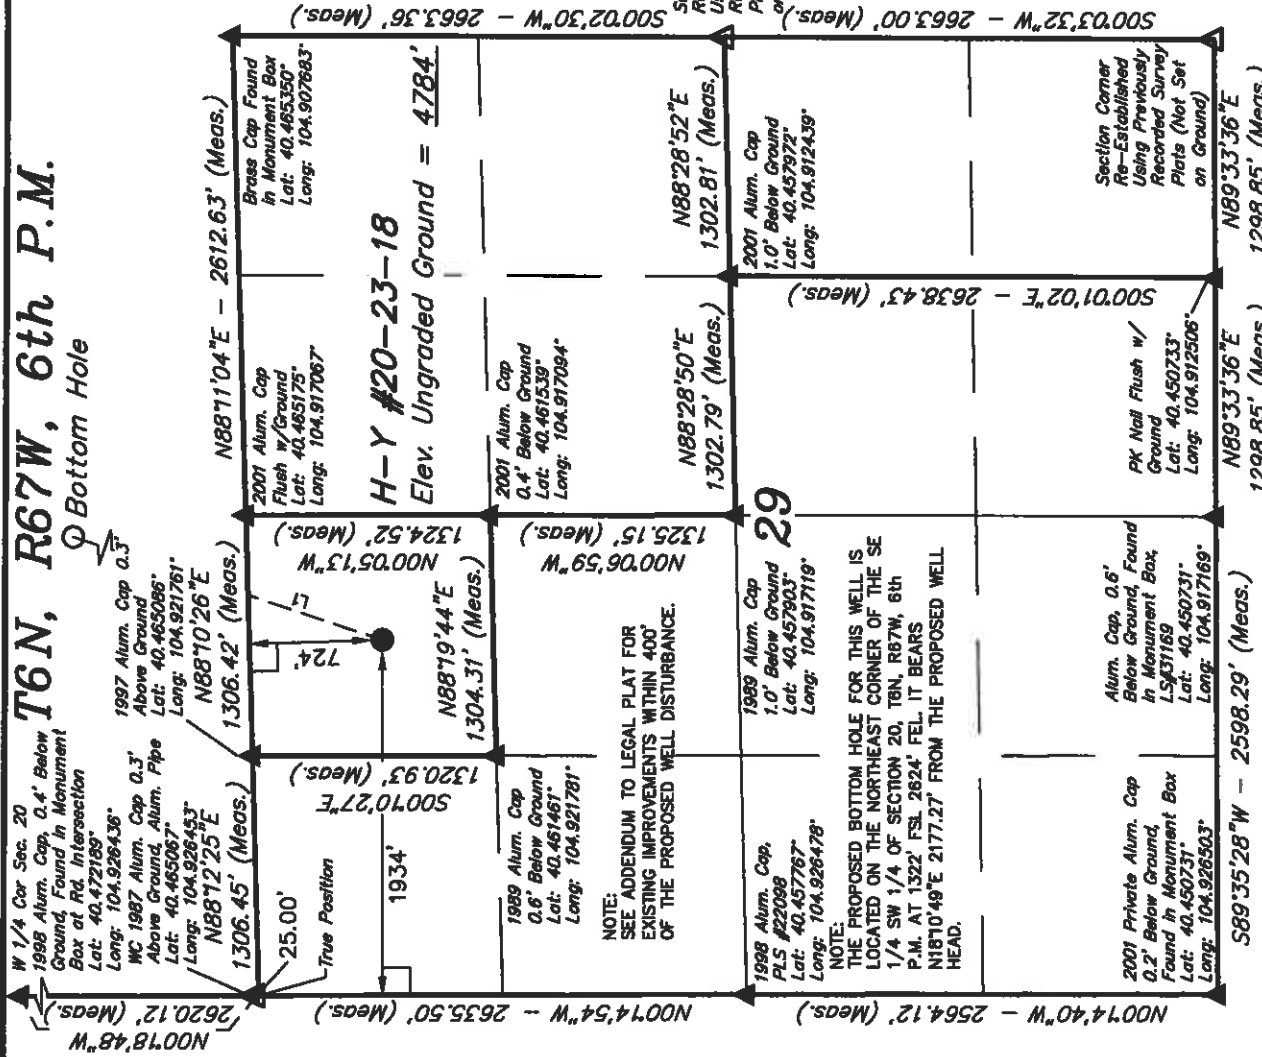 T6N, R67W, 6th P.M.
Bottom Hole
W 1/4 Cor Sec. 20
1998 Alum. Cap, 0.4' Below
Ground, Found in Monument
Box at Rd. Intersection
Lat: 40.472189°
Long: 104.926436°
WC 1987 Alum. Cap 0.3'
Above Ground, Alum. Pipe
Lat: 40.465067°
Long: 104.926453°
N88°12'25"E
1306.45' (Meas.)
1997 Alum. Cap 0.3'
Above Ground
Lat: 40.465086°
Long: 104.921761°
N88°10'26"E
1306.42' (Meas.)
N88°11'04"E - 2612.63' (Meas.)
2001 Alum. Cap
Flush w/Ground
Lat: 40.465175°
Long: 104.917067°
Brass Cap Found
In Monument Box
Lat: 40.465350°
Long: 104.907683°
S00°02'30"W - 2663.36' (Meas.)
S00°03'32"W - 2663.00' (Meas.)
H-Y #20-23-18
Elev. Ungraded Ground = 4784'
N00°18'48"W
2620.12' (Meas.)
25.00'
True Position
1934'
724'
L1
N00°05'13"W
1324.52' (Meas.)
S00°10'27"E
1320.93' (Meas.)
N88°19'44"E
1304.31' (Meas.)
N00°14'54"W - 2635.50' (Meas.)
1989 Alum. Cap
0.6' Below Ground
Lat: 40.461461°
Long: 104.921781°
2001 Alum. Cap
0.4' Below Ground
Lat: 40.461539°
Long: 104.917094°
N00°06'59"W
1325.15' (Meas.)
NOTE:
SEE ADDENDUM TO LEGAL PLAT FOR
EXISTING IMPROVEMENTS WITHIN 400'
OF THE PROPOSED WELL DISTURBANCE.
N88°28'50"E
1302.79' (Meas.)
N88°28'52"E
1302.81' (Meas.)
1998 Alum. Cap,
PLS #22098
Lat: 40.457767°
Long: 104.926478°
1989 Alum. Cap
1.0' Below Ground
Lat: 40.457903°
Long: 104.917119°
29
2001 Alum. Cap
1.0' Below Ground
Lat: 40.457972°
Long: 104.912439°
NOTE:
THE PROPOSED BOTTOM HOLE FOR THIS WELL IS
LOCATED ON THE NORTHEAST CORNER OF THE SE
1/4 SW 1/4 OF SECTION 20, T6N, R67W, 6th
P.M. AT 1322' FSL 2624' FEL. IT BEARS
N18°10'49"E 2177.27' FROM THE PROPOSED WELL
HEAD.
N00°14'40"W - 2564.12' (Meas.)
S00°01'02"E - 2638.43' (Meas.)
2001 Private Alum. Cap
0.2' Below Ground,
Found in Monument Box
Lat: 40.450731°
Long: 104.926503°
Alum. Cap, 0.6'
Below Ground, Found
in Monument Box,
LS#31169
Lat: 40.450731°
Long: 104.917169°
PK Nail Flush w/
Ground
Lat: 40.450733°
Long: 104.912506°
Section Corner
Re-Established
Using Previously
Recorded Survey
Plats (Not Set
on Ground)
S89°35'28"W - 2598.29' (Meas.)
N89°33'36"E
1298.85' (Meas.)
N89°33'36"E
1298.85' (Meas.)